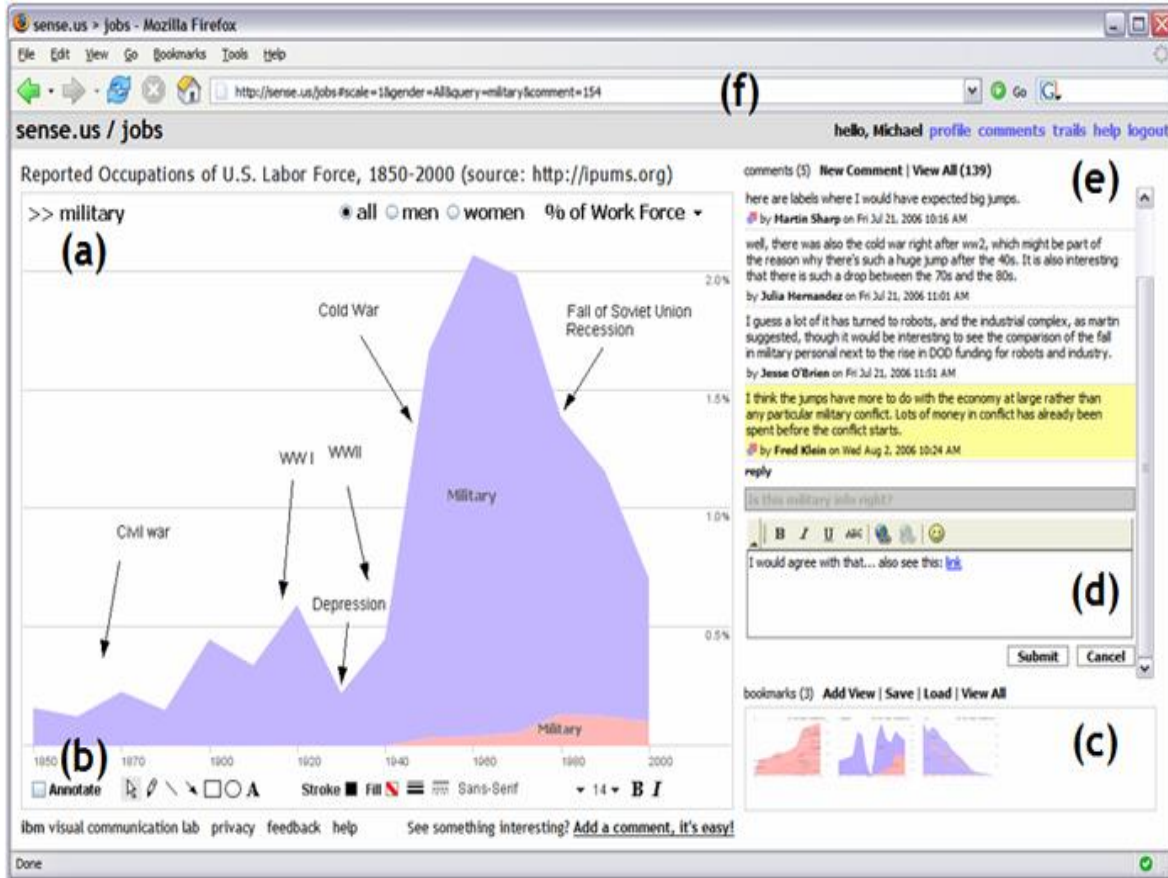 sense.us > jobs - Mozilla Firefox
File Edit View Go Bookmarks Tools Help
http://sense.us/jobs#scale=1&gender=All&query=military&comment=154
(f)
Go
G
sense.us / jobs
hello, Michael profile comments trails help logout
Reported Occupations of U.S. Labor Force, 1850-2000 (source: http://ipums.org)
>> military
all men women
% of Work Force
(a)
2.0%
Cold War
Fall of Soviet Union
Recession
1.5%
WW I
WWII
Military
1.0%
Civil war
Depression
0.5%
Military
1850
1870
1900
1920
1940
1960
1980
2000
(b)
Annotate
A
Stroke Fill Sans-Serif 14 B I
ibm visual communication lab privacy feedback help
See something interesting? Add a comment, it's easy!
comments (5) New Comment | View All (139)
(e)
here are labels where I would have expected big jumps.
by Martin Sharp on Fri Jul 21, 2006 10:16 AM
well, there was also the cold war right after ww2, which might be part of
the reason why there's such a huge jump after the 40s. It is also interesting
that there is such a drop between the 70s and the 80s.
by Julia Hernandez on Fri Jul 21, 2006 11:01 AM
I guess a lot of it has turned to robots, and the industrial complex, as martin
suggested, though it would be interesting to see the comparison of the fall
in military personal next to the rise in DOD funding for robots and industry.
by Jesse O'Brien on Fri Jul 21, 2006 11:51 AM
I think the jumps have more to do with the economy at large rather than
any particular military conflict. Lots of money in conflict has already been
spent before the conflict starts.
by Fred Klein on Wed Aug 2, 2006 10:24 AM
reply
Is this military info right?
B I U ABC
I would agree with that... also see this: link
(d)
Submit Cancel
bookmarks (3) Add View | Save | Load | View All
(c)
Done